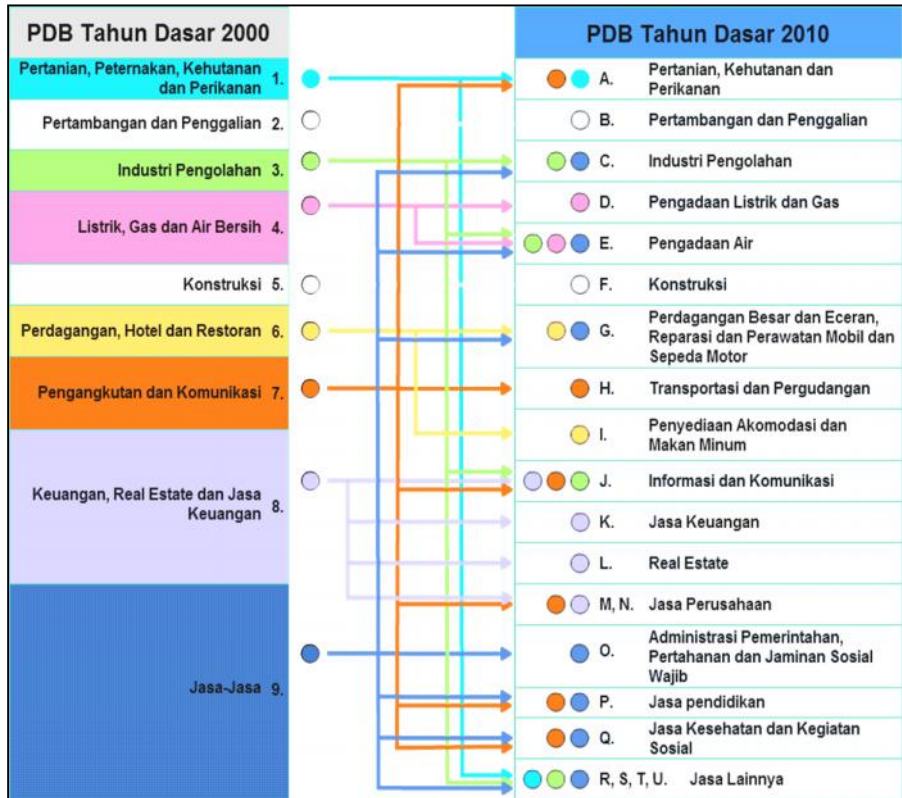 PDB Tahun Dasar 2000
Pertanian, Peternakan, Kehutanan
dan Perikanan 1.
Pertambangan dan Penggalian 2.
Industri Pengolahan 3.
Listrik, Gas dan Air Bersih 4.
Konstruksi 5.
Perdagangan, Hotel dan Restoran 6.
Pengangkutan dan Komunikasi 7.
Keuangan, Real Estate dan Jasa
Keuangan 8.
Jasa-Jasa 9.
PDB Tahun Dasar 2010
A. Pertanian, Kehutanan dan
Perikanan
B. Pertambangan dan Penggalian
C. Industri Pengolahan
D. Pengadaan Listrik dan Gas
E. Pengadaan Air
F. Konstruksi
Perdagangan Besar dan Eceran,
G. Reparasi dan Perawatan Mobil dan
Sepeda Motor
H. Transportasi dan Pergudangan
I. Penyediaan Akomodasi dan
Makan Minum
J. Informasi dan Komunikasi
K. Jasa Keuangan
L. Real Estate
M, N. Jasa Perusahaan
Administrasi Pemerintahan,
O. Pertahanan dan Jaminan Sosial
Wajib
P. Jasa pendidikan
Q. Jasa Kesehatan dan Kegiatan
Sosial
R, S, T, U. Jasa Lainnya